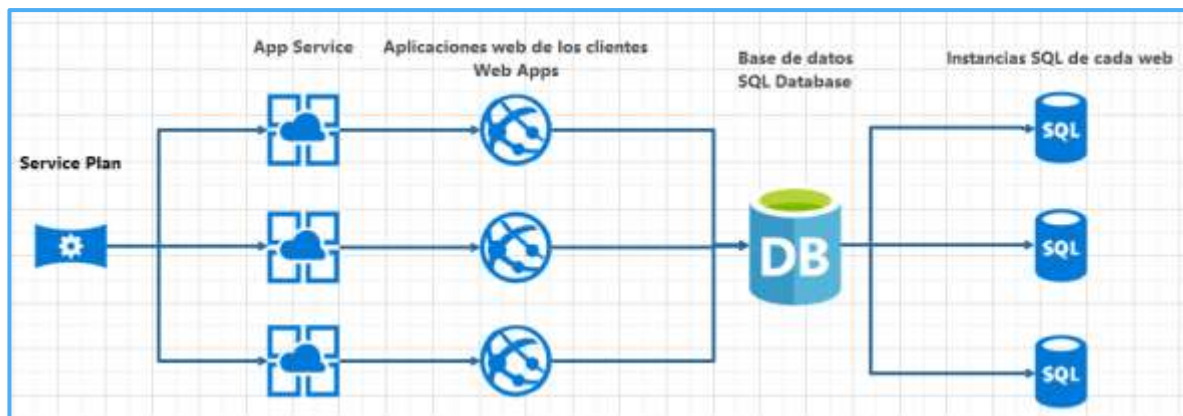 App Service
Aplicaciones web de los clientes
Web Apps
Base de datos
SQL Database
Instancias SQL de cada web
Service Plan
DB
SQL
SQL
SQL